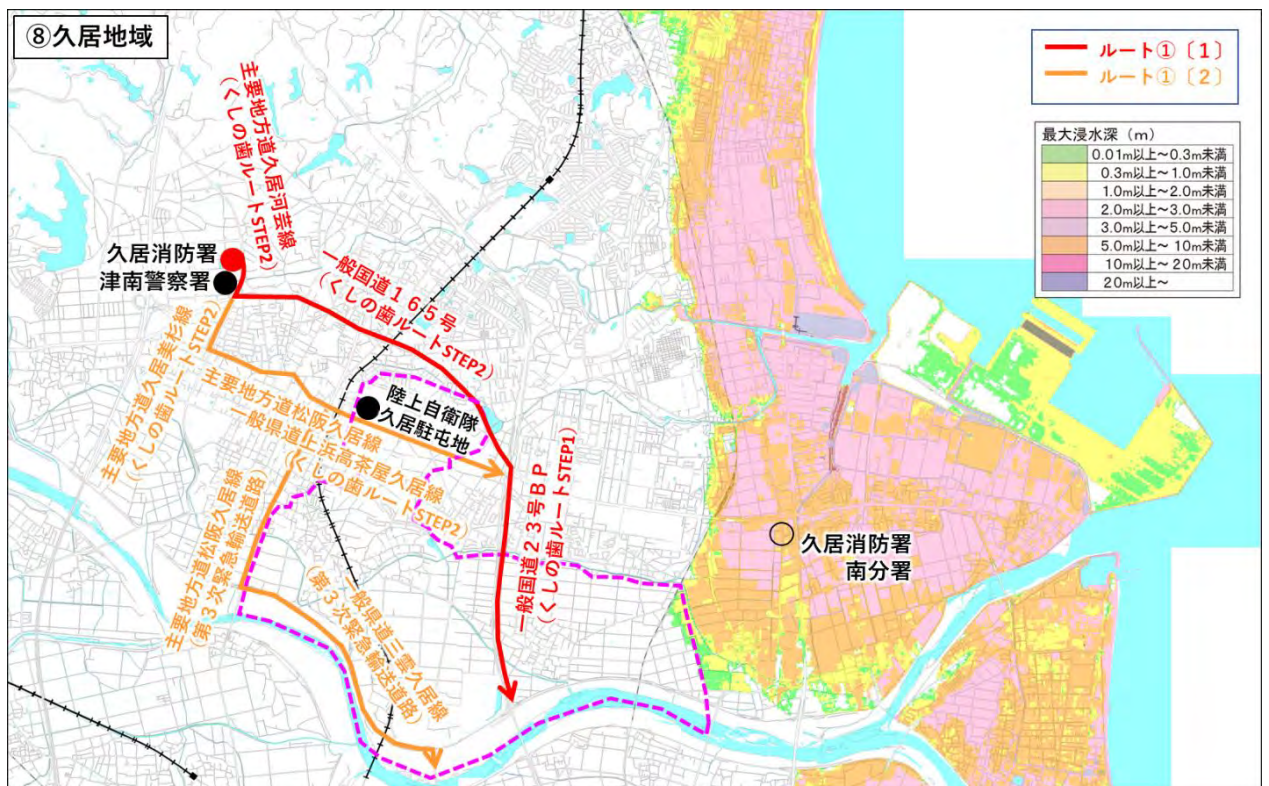 ⑧久居地域
ルート①〔1〕
ルート①〔2〕
最大浸水深（m）
0.01m以上～0.3m未満
0.3m以上～1.0m未満
1.0m以上～2.0m未満
2.0m以上～3.0m未満
3.0m以上～5.0m未満
5.0m以上～10m未満
10m以上～20m未満
20m以上～
主要地方道久居河芸線
（くしの歯ルートSTEP2）
久居消防署
津南警察署
一般国道165号
（くしの歯ルートSTEP2）
主要地方道久居美杉線
（くしの歯ルートSTEP2）
主要地方道松阪久居線
一般県道上浜高茶屋久居線
（くしの歯ルートSTEP2）
陸上自衛隊
久居駐屯地
主要地方道松阪久居線
（第3次緊急輸送道路）
一般県道三雲久居線
（第3次緊急輸送道路）
一般国道23号BP
（くしの歯ルートSTEP1）
久居消防署
南分署